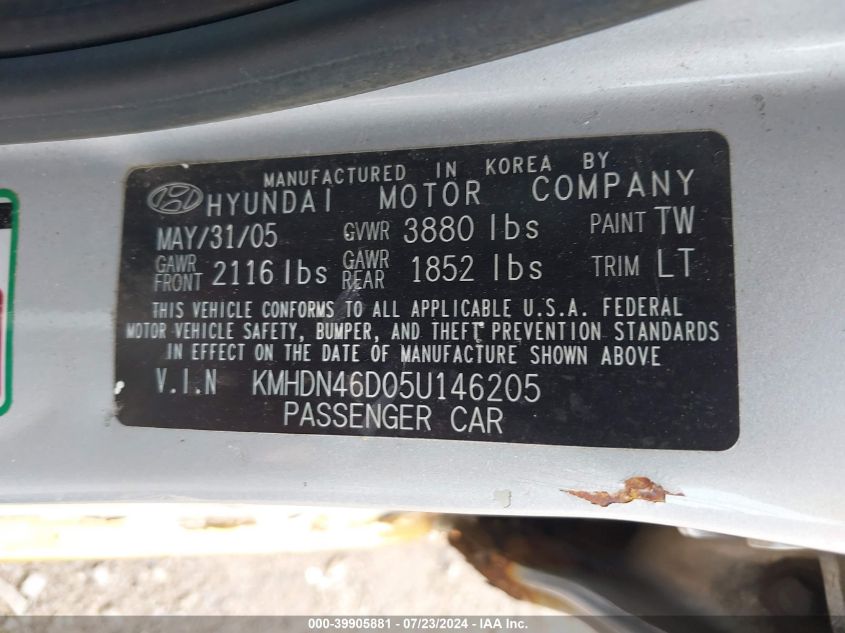 MANUFACTURED IN KOREA BY
HYUNDAI MOTOR COMPANY
MAY/31/05 GVWR 3880 lbs PAINT TW
GAWR FRONT 2116 lbs GAWR REAR 1852 lbs TRIM LT
THIS VEHICLE CONFORMS TO ALL APPLICABLE U.S.A. FEDERAL
MOTOR VEHICLE SAFETY, BUMPER, AND THEFT PREVENTION STANDARDS
IN EFFECT ON THE DATE OF MANUFACTURE SHOWN ABOVE
V.I.N KMHDN46D05U146205
PASSENGER CAR
000-39905881 - 07/23/2024 - IAA Inc.